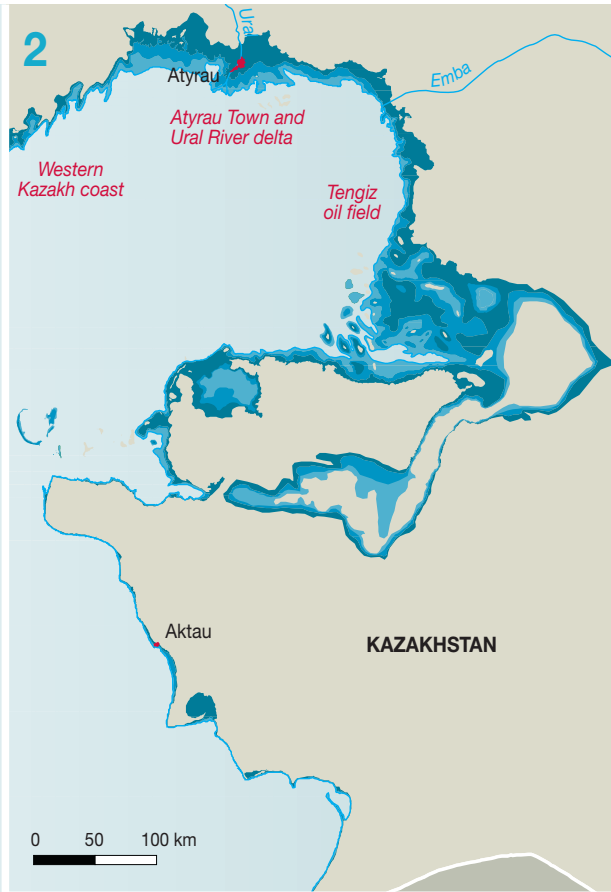 2
Ural
Atyrau
Emba
Atyrau Town and
Ural River delta
Western
Kazakh coast
Tengiz
oil field
Aktau
KAZAKHSTAN
0 50 100 km